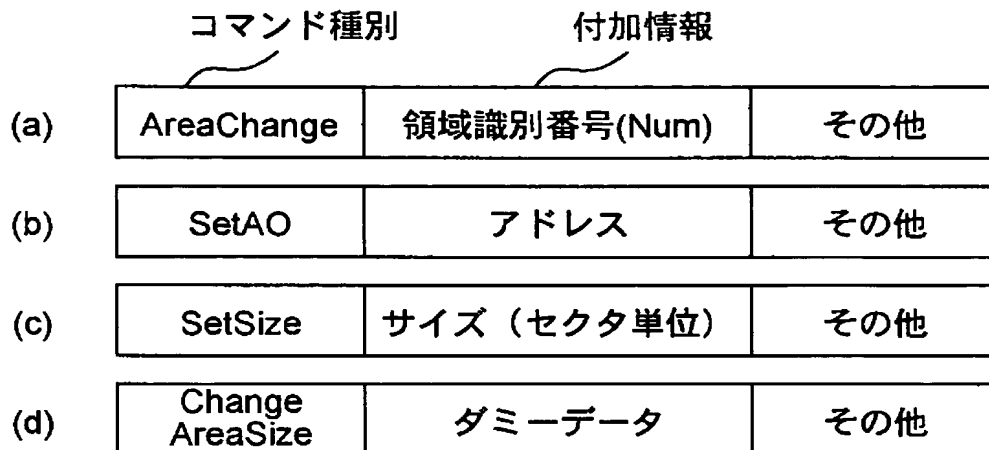 コマンド種別 付加情報
(a) AreaChange 領域識別番号(Num) その他
(b) SetAO アドレス その他
(c) SetSize サイズ（セクタ単位） その他
(d) Change AreaSize ダミーデータ その他